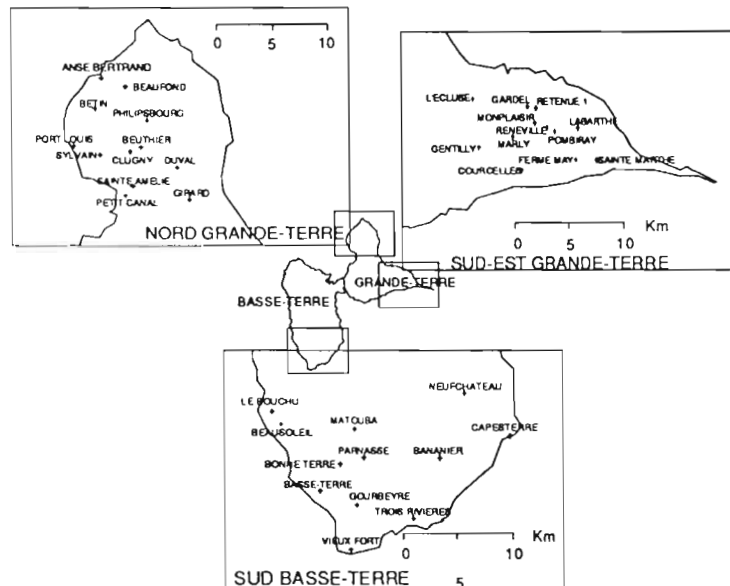 0 5 10
ANSE BERTRAND
BEAUFOND
BETIN
PHILIPSBOURG
PORT LOUIS
BEUTHIER
SYLVAIN
CLUGNY
DUVAL
SAINTE AMELIE
GIRARD
PETIT CANAL
NORD GRANDE-TERRE
L'ECLUSE
GARDEL
RETENUE 1
MONPLAISIR
LABARTHE
RENEVILLE
POMBIRAY
MARLY
GENTILLY
FERME MAY
SAINTE MARTHE
COURCELLES
Km
0 5 10
SUD-EST GRANDE-TERRE
GRANDE-TERRE
BASSE-TERRE
NEUFCHATEAU
LE BOUCHU
BEAUSOLEIL
MATOUBA
CAPESTERRE
PARNASSE
BANANIER
BONNE TERRE
BASSE-TERRE
GOURBEYRE
TROIS RIVIERES
VIEUX FORT
Km
0 10
5
SUD BASSE-TERRE